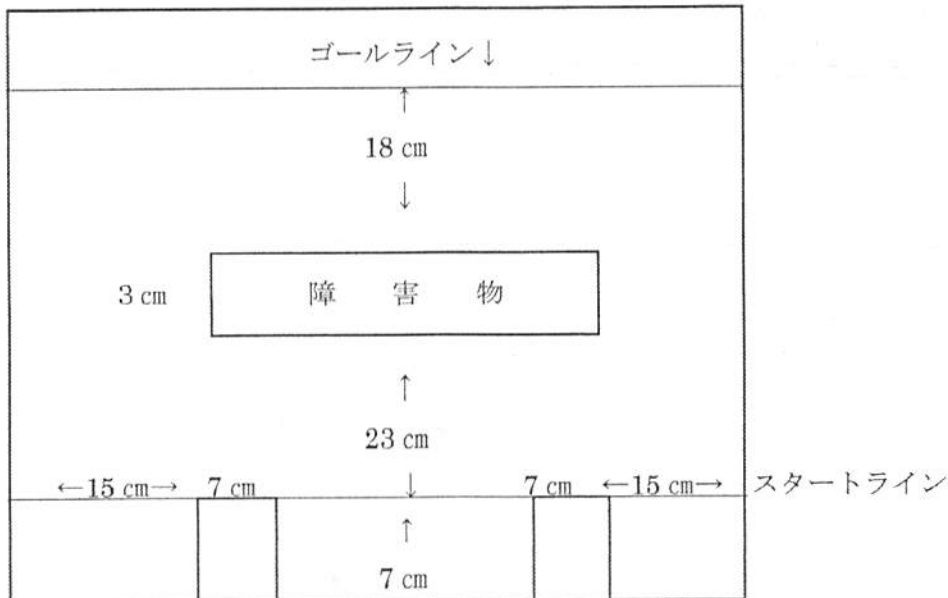 ゴールライン↓
↑
18 cm
↓
3 cm
障 害 物
↑
23 cm
←15 cm→ 7 cm ↓ 7 cm ←15 cm→ スタートライン
↑
7 cm